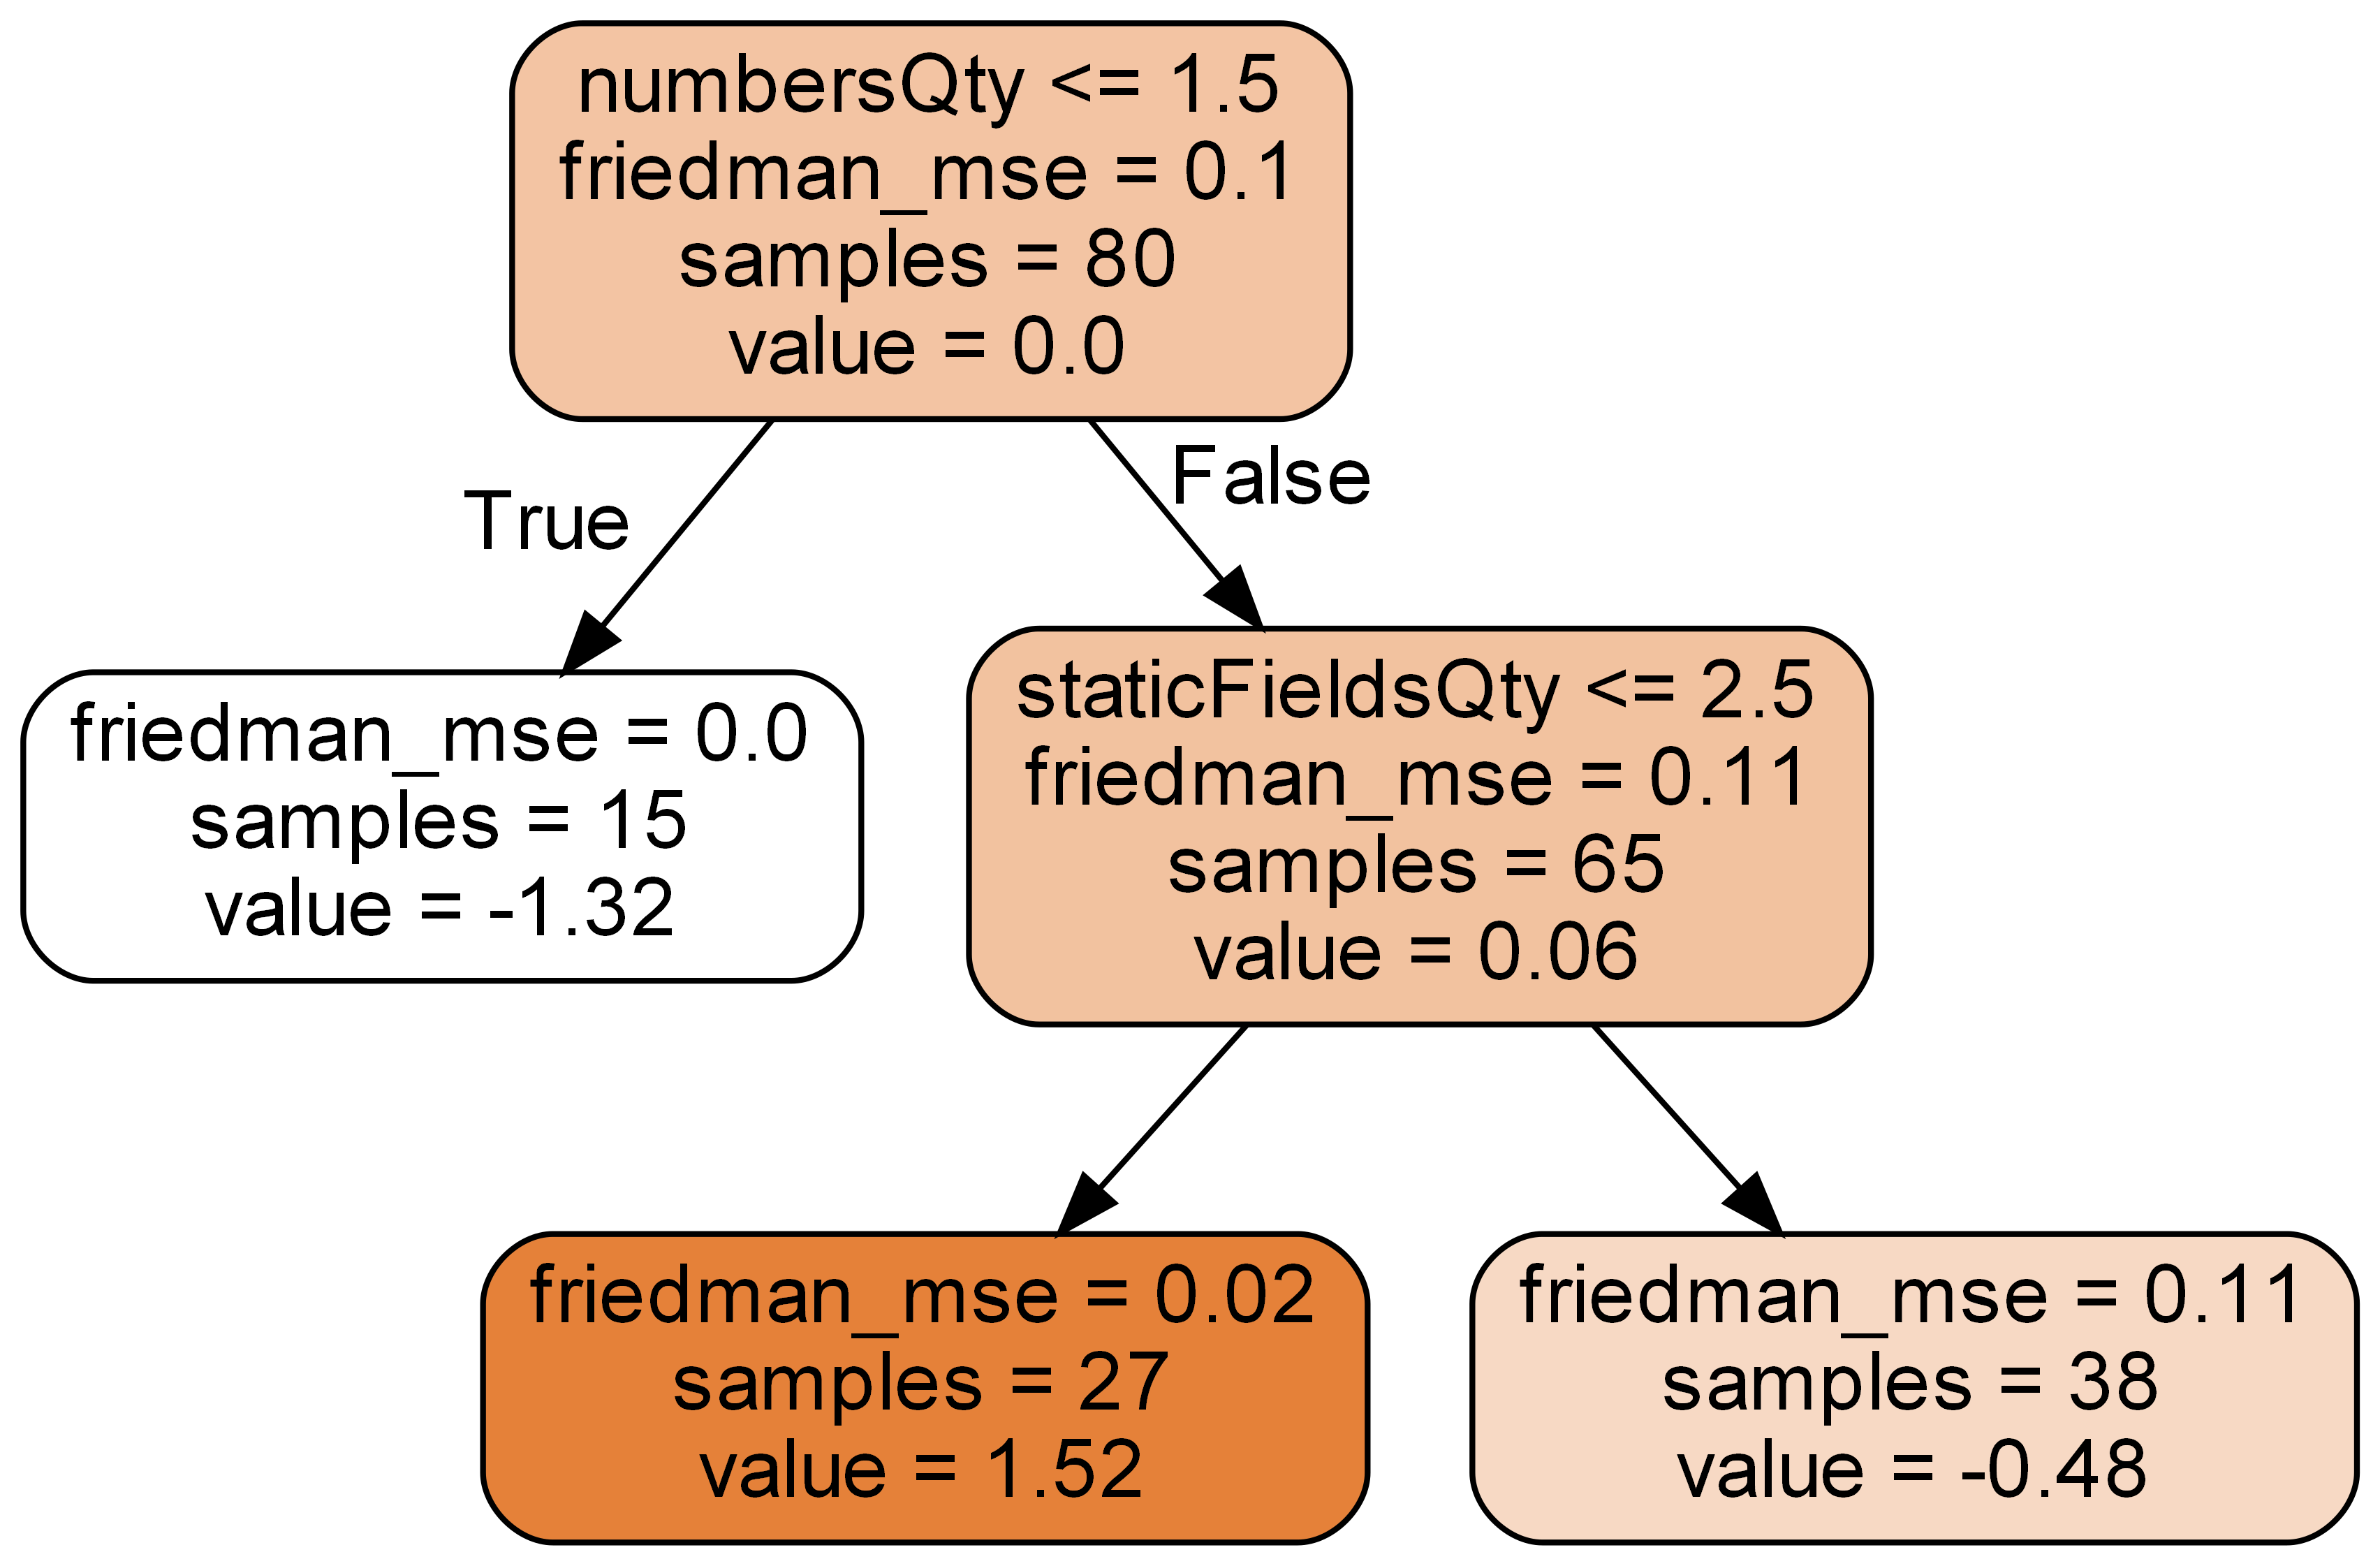 numbersQty <= 1.5
friedman_mse = 0.1
samples = 80
value = 0.0
True
False
friedman_mse = 0.0
samples = 15
value = -1.32
staticFieldsQty <= 2.5
friedman_mse = 0.11
samples = 65
value = 0.06
friedman_mse = 0.02
samples = 27
value = 1.52
friedman_mse = 0.11
samples = 38
value = -0.48